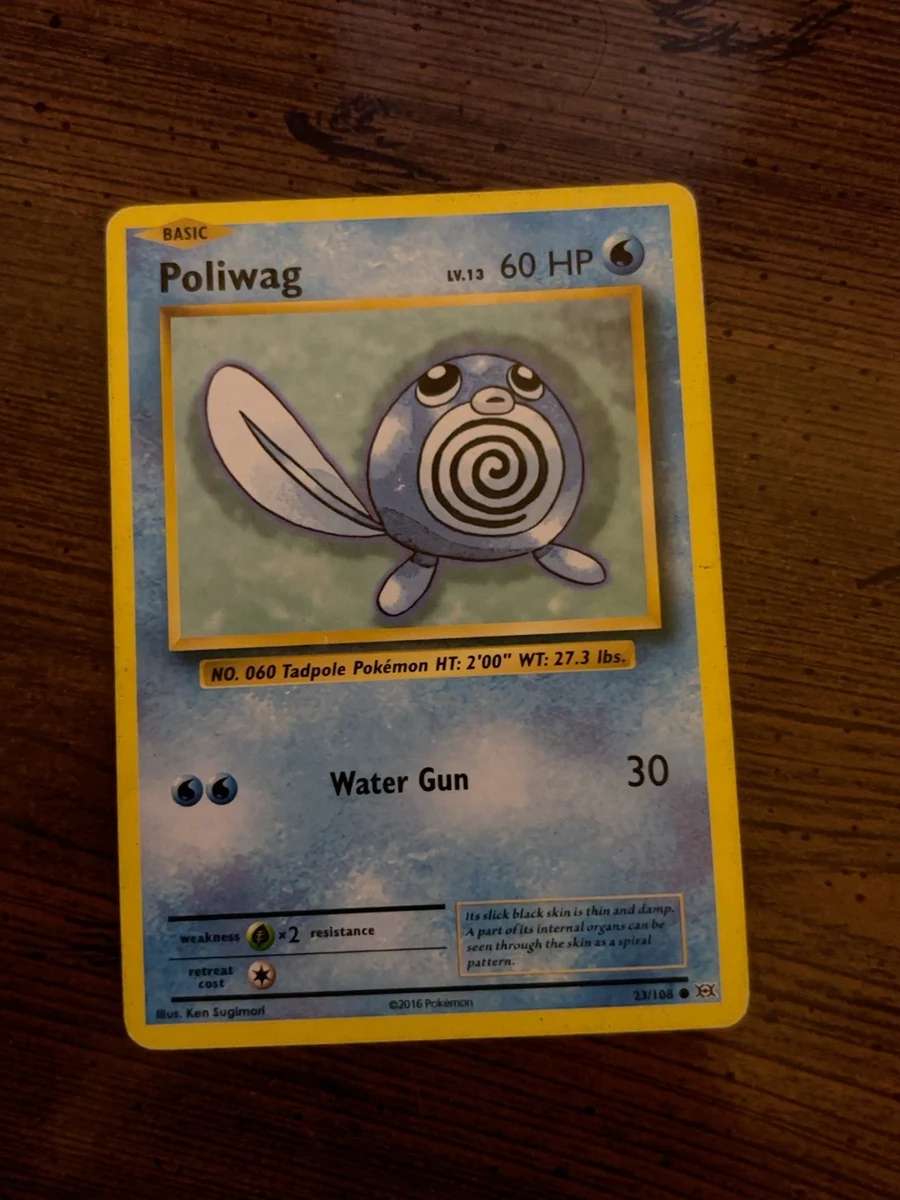 BASIC
Poliwag LV.13 60 HP
NO. 060 Tadpole Pokémon HT: 2'00" WT: 27.3 lbs.
Water Gun 30
weakness ×2 resistance
retreat
cost
Its slick black skin is thin and damp.
A part of its internal organs can be
seen through the skin as a spiral
pattern.
Illus. Ken Sugimori ©2016 Pokémon 23/108